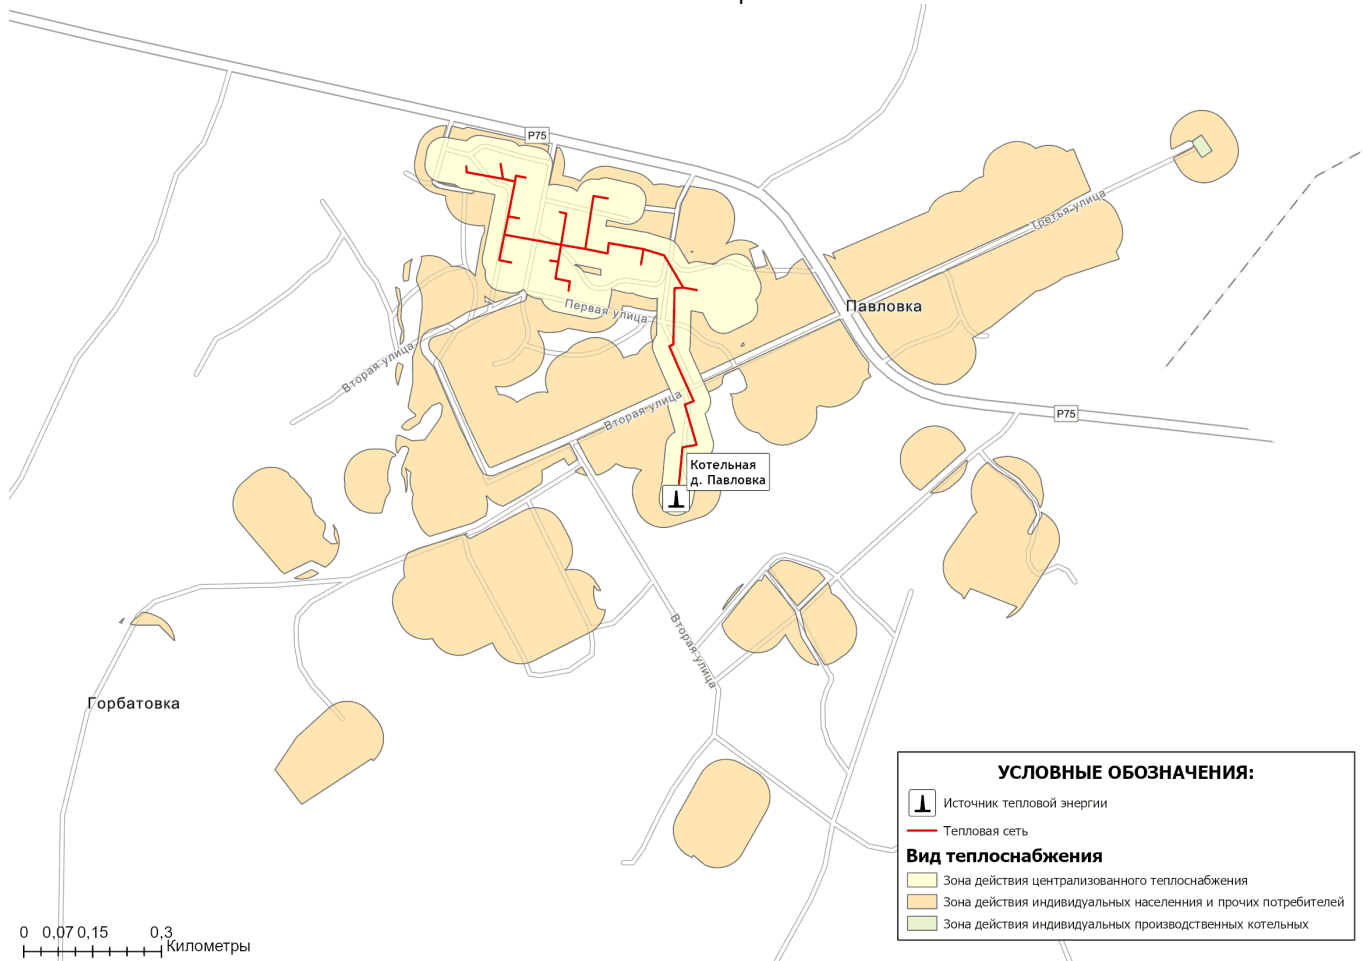 Р75
Третья улица
Павловка
Первая улица
Вторая улица
Вторая улица
Р75
Котельная
д. Павловка
Вторая улица
Горбатовка
УСЛОВНЫЕ ОБОЗНАЧЕНИЯ:
Источник тепловой энергии
Тепловая сеть
Вид теплоснабжения
Зона действия централизованного теплоснабжения
Зона действия индивидуальных населенния и прочих потребителей
Зона действия индивидуальных производственных котельных
0 0,07 0,15 0,3
Километры